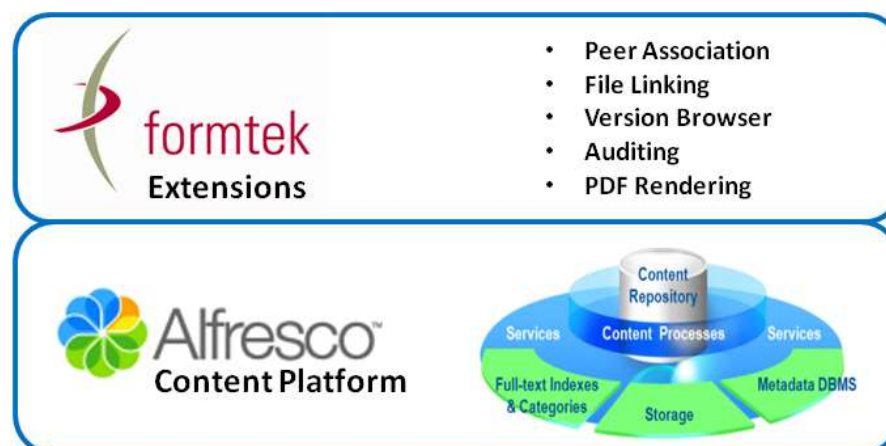 formtek
Extensions
• Peer Association
• File Linking
• Version Browser
• Auditing
• PDF Rendering
Alfresco™
Content Platform
Content
Repository
Services
Content Processes
Services
Full-text Indexes
& Categories
Storage
Metadata DBMS